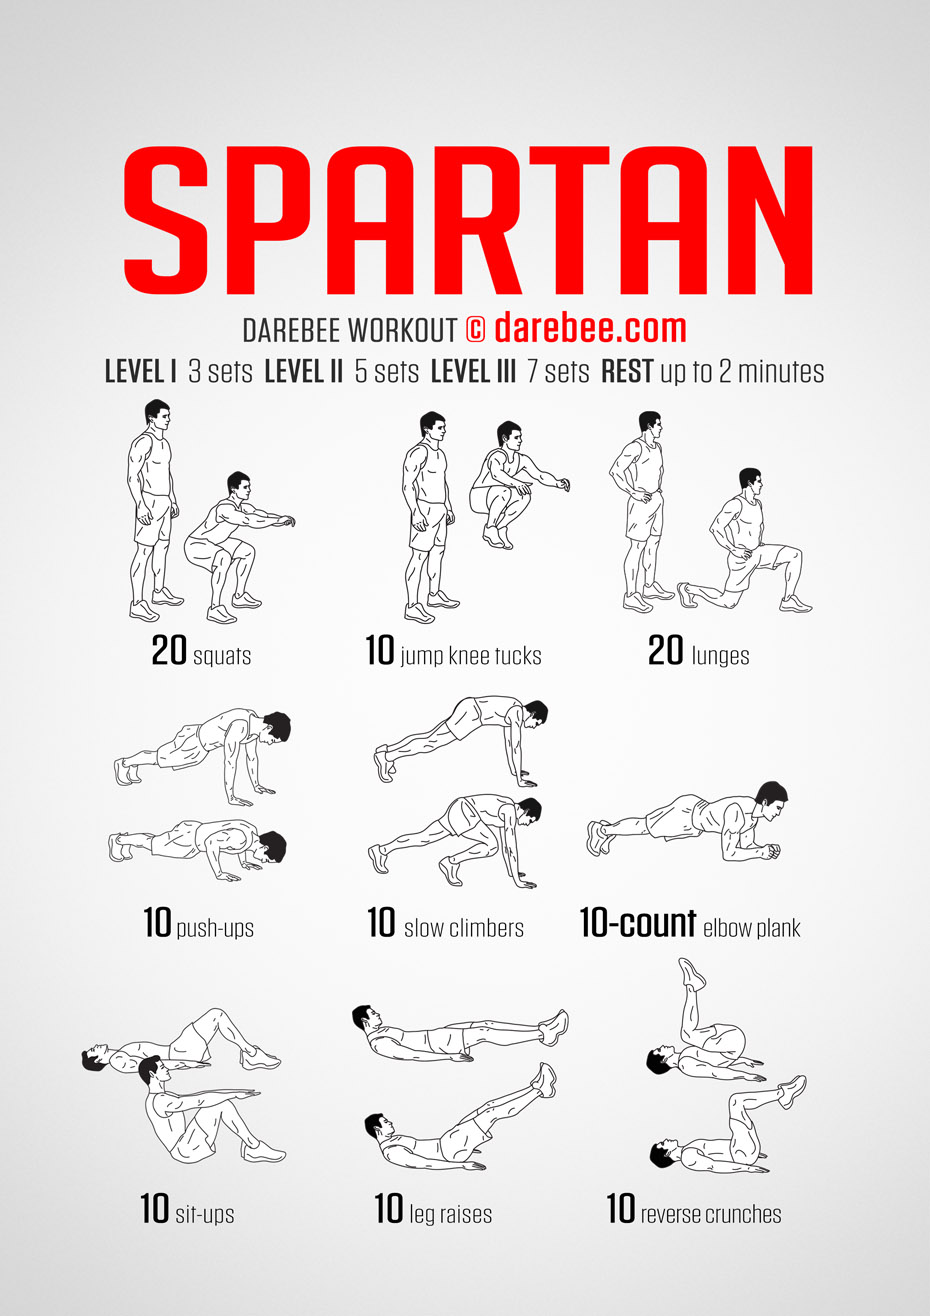 SPARTAN
DAREBEE WORKOUT © darebee.com
LEVEL I 3 sets LEVEL II 5 sets LEVEL III 7 sets REST up to 2 minutes
20 squats
10 jump knee tucks
20 lunges
10 push-ups
10 slow climbers
10-count elbow plank
10 sit-ups
10 leg raises
10 reverse crunches